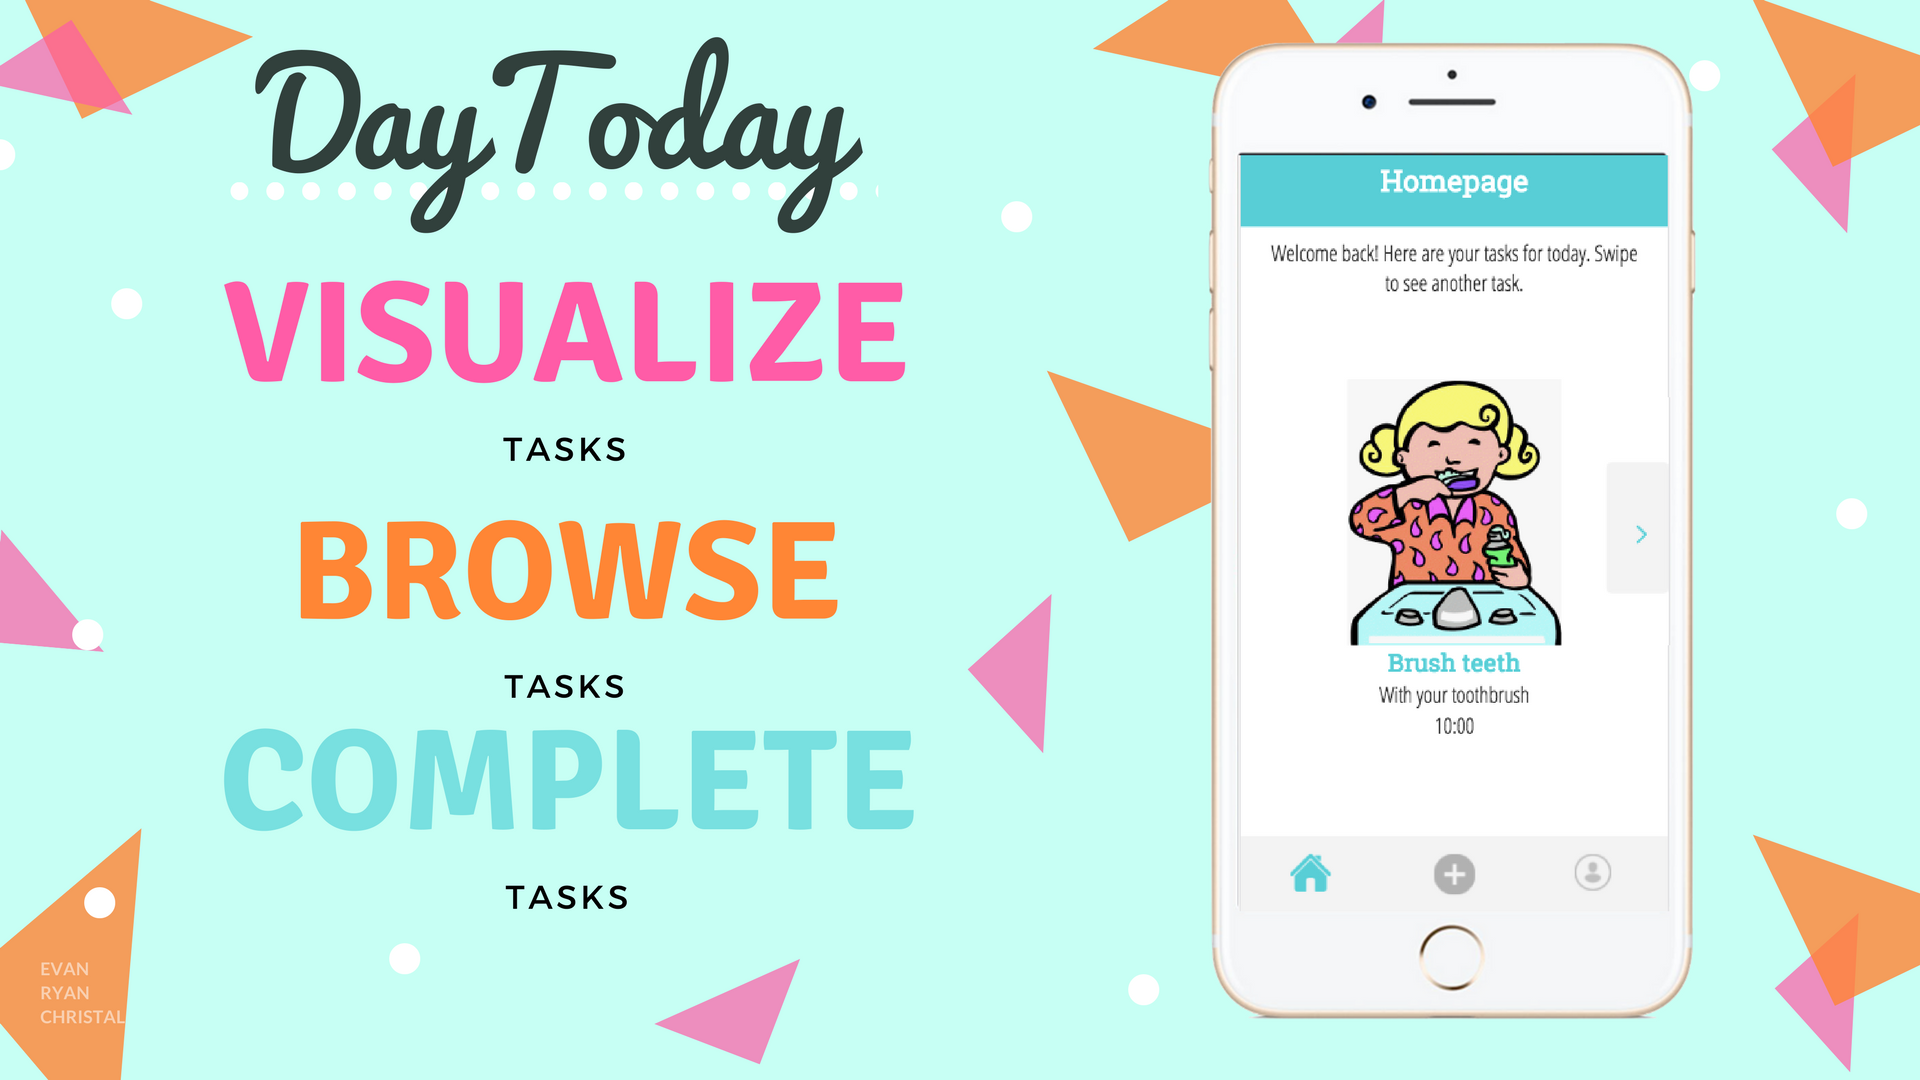 DayToday
VISUALIZE
TASKS
BROWSE
TASKS
COMPLETE
TASKS
EVAN
RYAN
CHRISTAL
Homepage
Welcome back! Here are your tasks for today. Swipe
to see another task.
Brush teeth
With your toothbrush
10:00